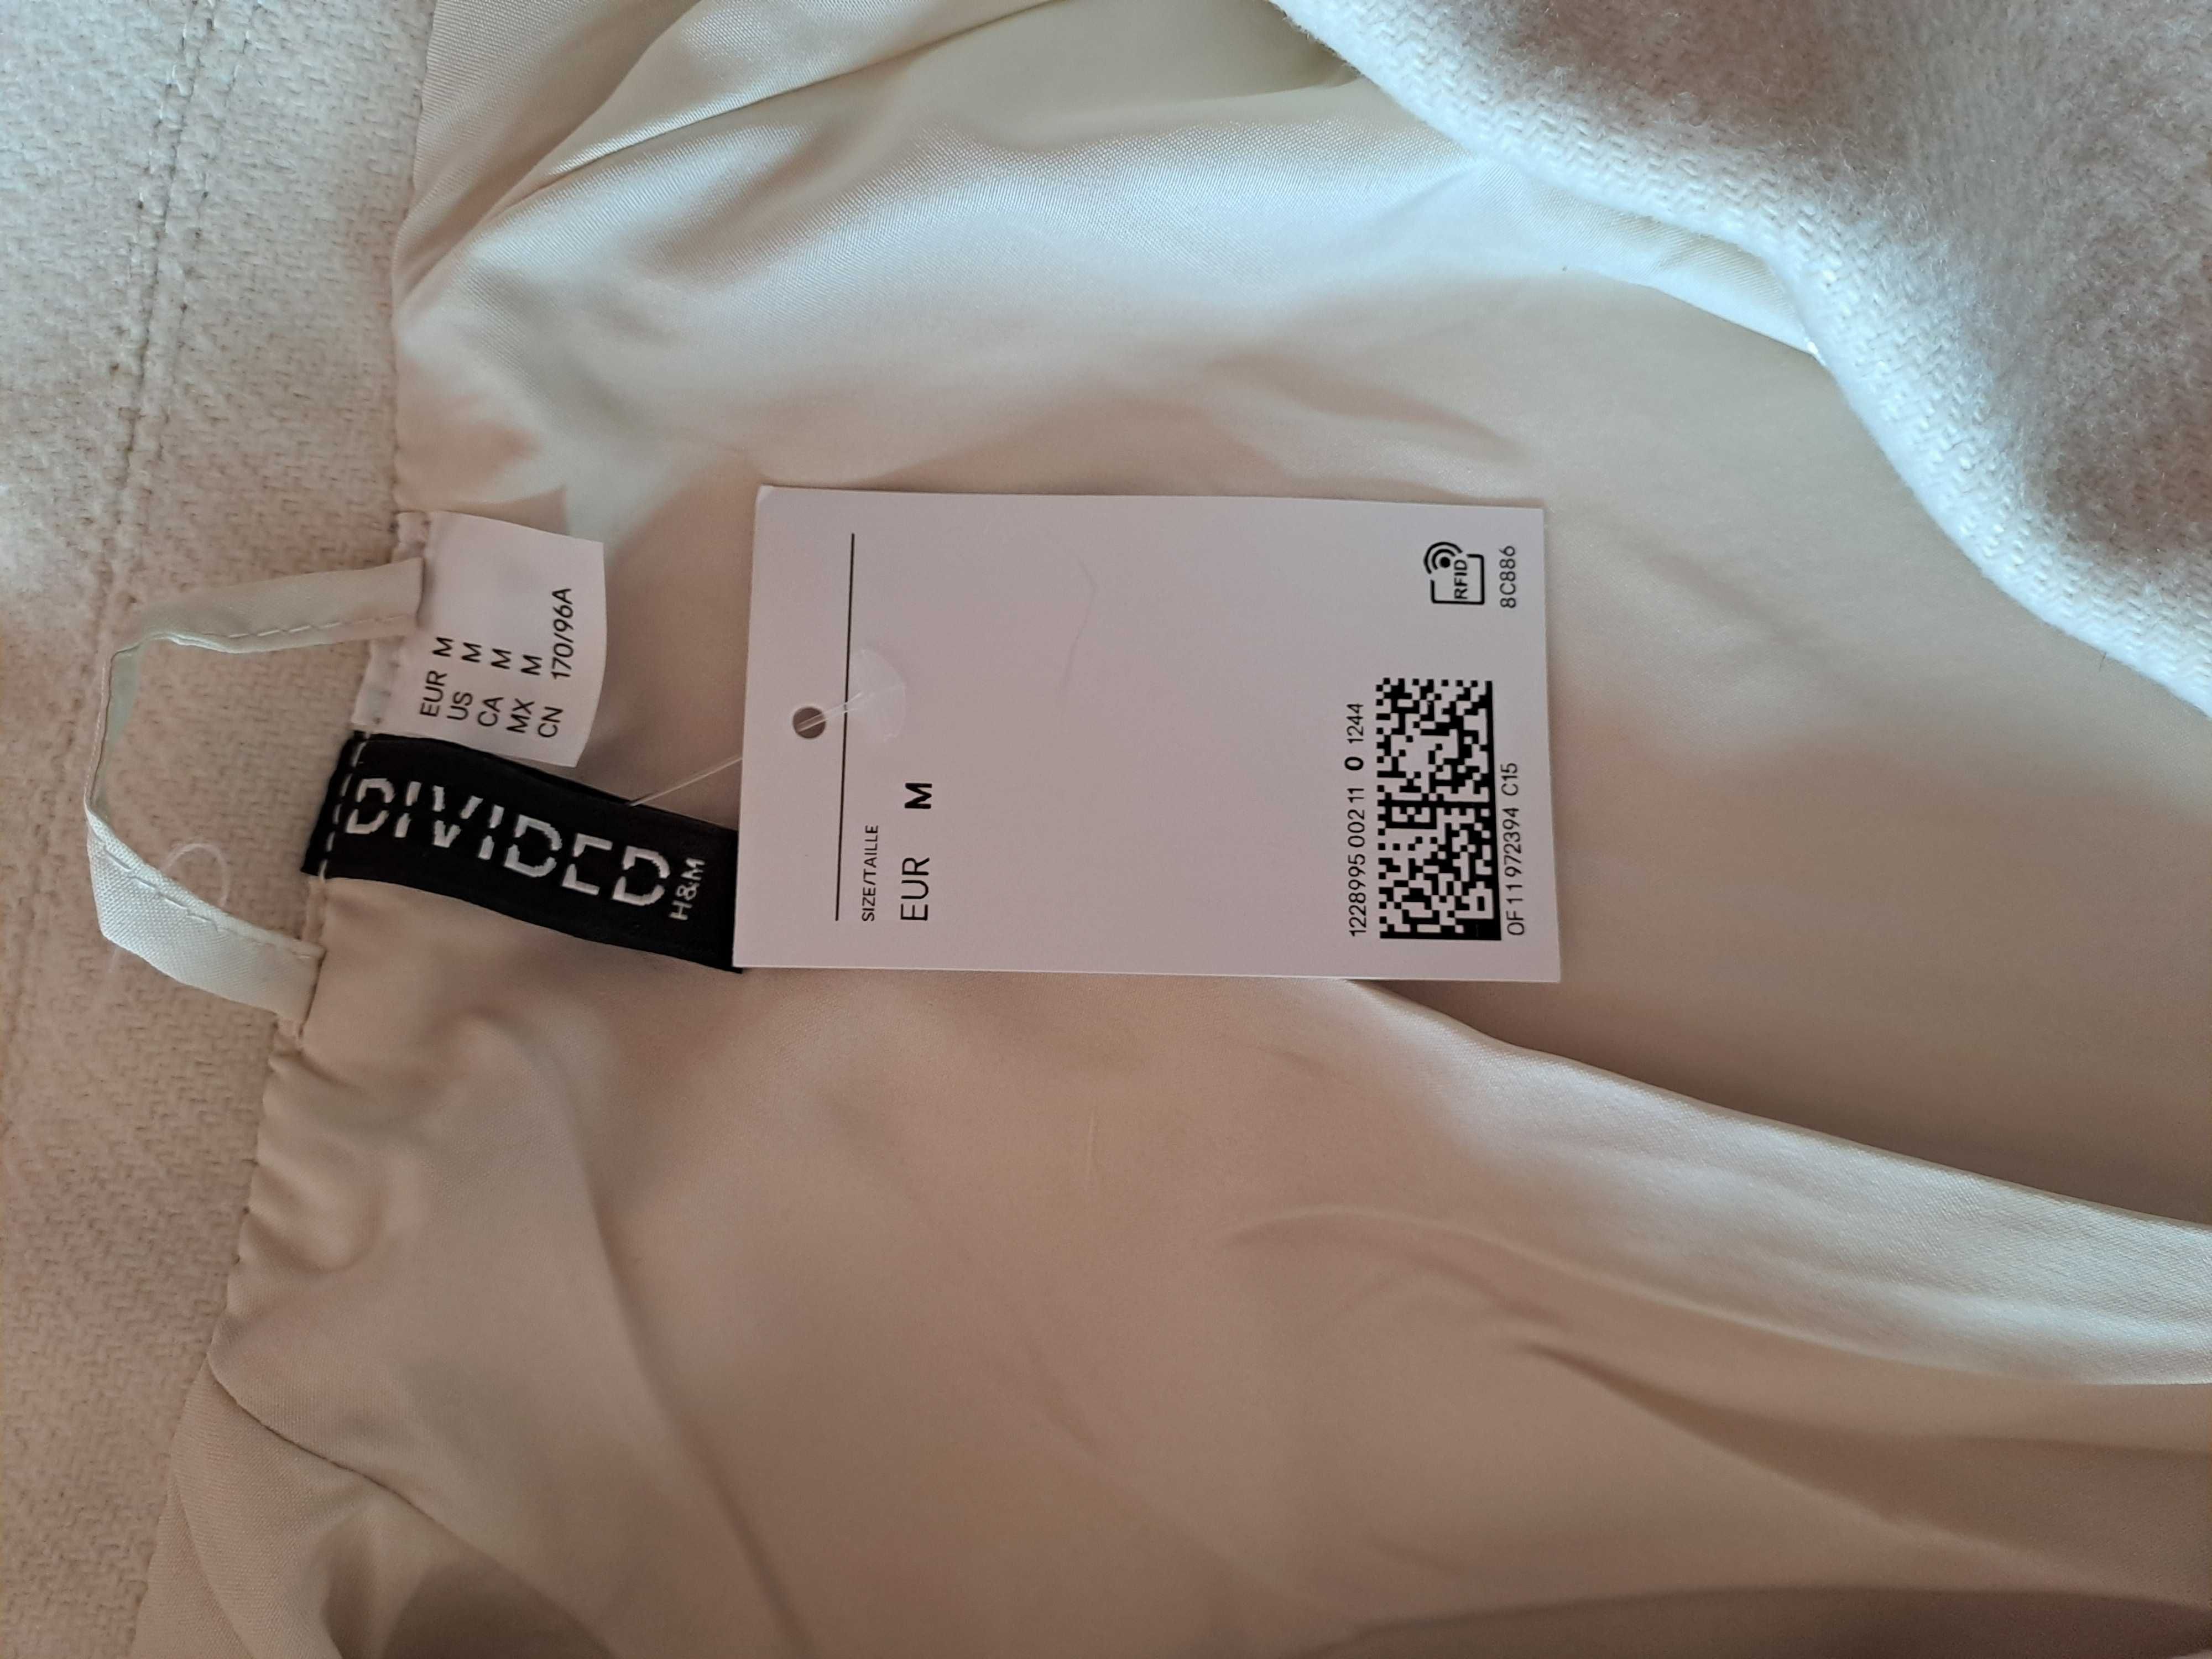 EUR M
US M
CA M
MX M
CN 170/96A
DIVIDED
H&M
SIZE/TAILLE
EUR M
RFID
8C886
1228995 002 11 0 1244
OF11972394 C15